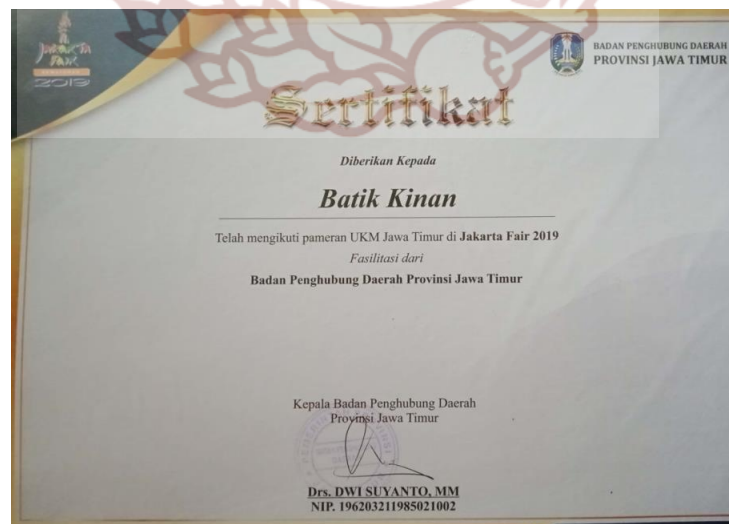 JAKARTA
FAIR
KEMAYORAN
2019
BADAN PENGHUBUNG DAERAH
PROVINSI JAWA TIMUR
Sertifikat
Diberikan Kepada
Batik Kinan
Telah mengikuti pameran UKM Jawa Timur di Jakarta Fair 2019
Fasilitasi dari
Badan Penghubung Daerah Provinsi Jawa Timur
Kepala Badan Penghubung Daerah
Provinsi Jawa Timur
Drs. DWI SUYANTO, MM
NIP. 196203211985021002